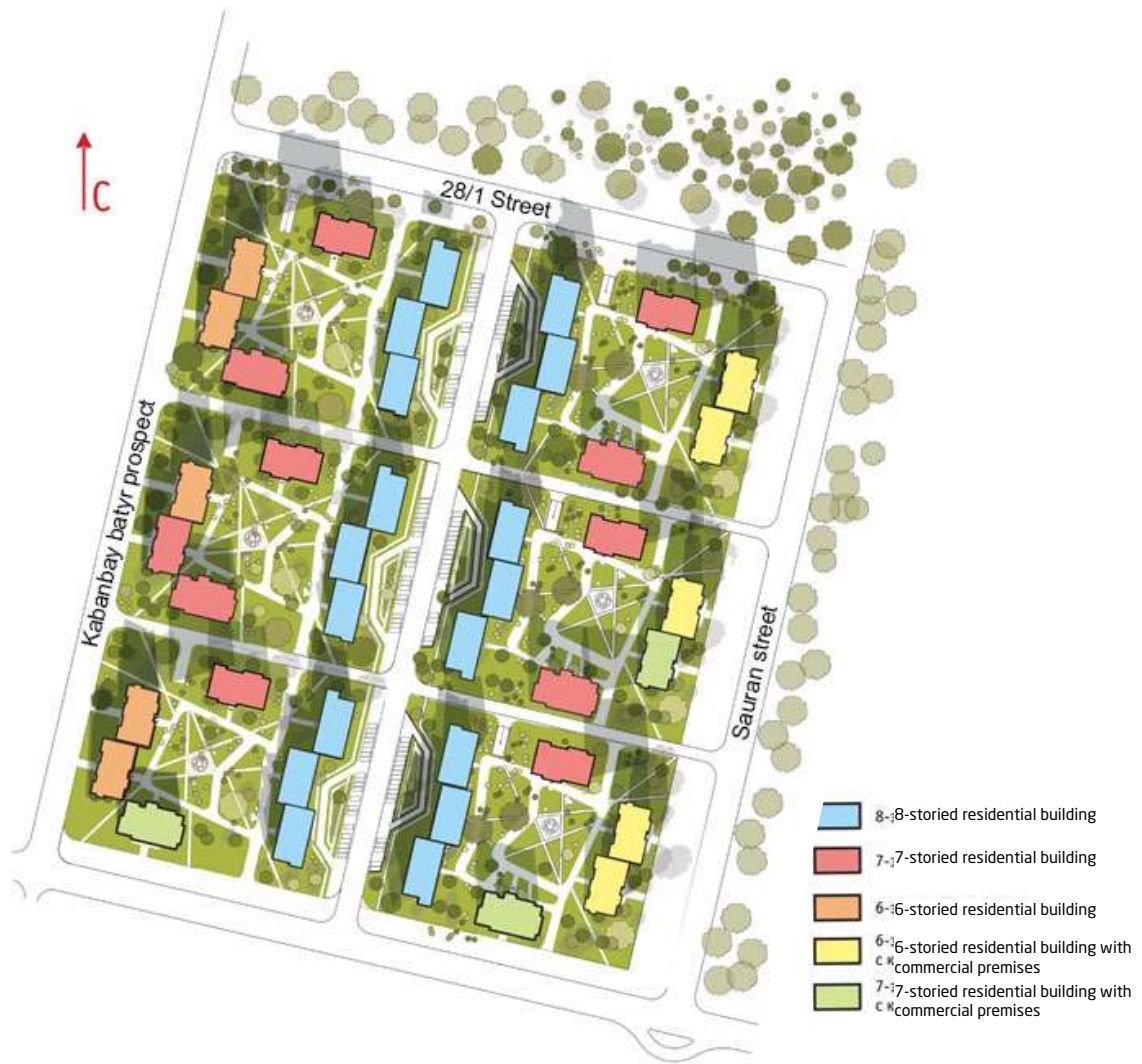 28/1 Street
С
Kabanbay batyr prospect
Sauran street
8-storied residential building
7-storied residential building
6-storied residential building
6-storied residential building with
commercial premises
7-storied residential building with
commercial premises